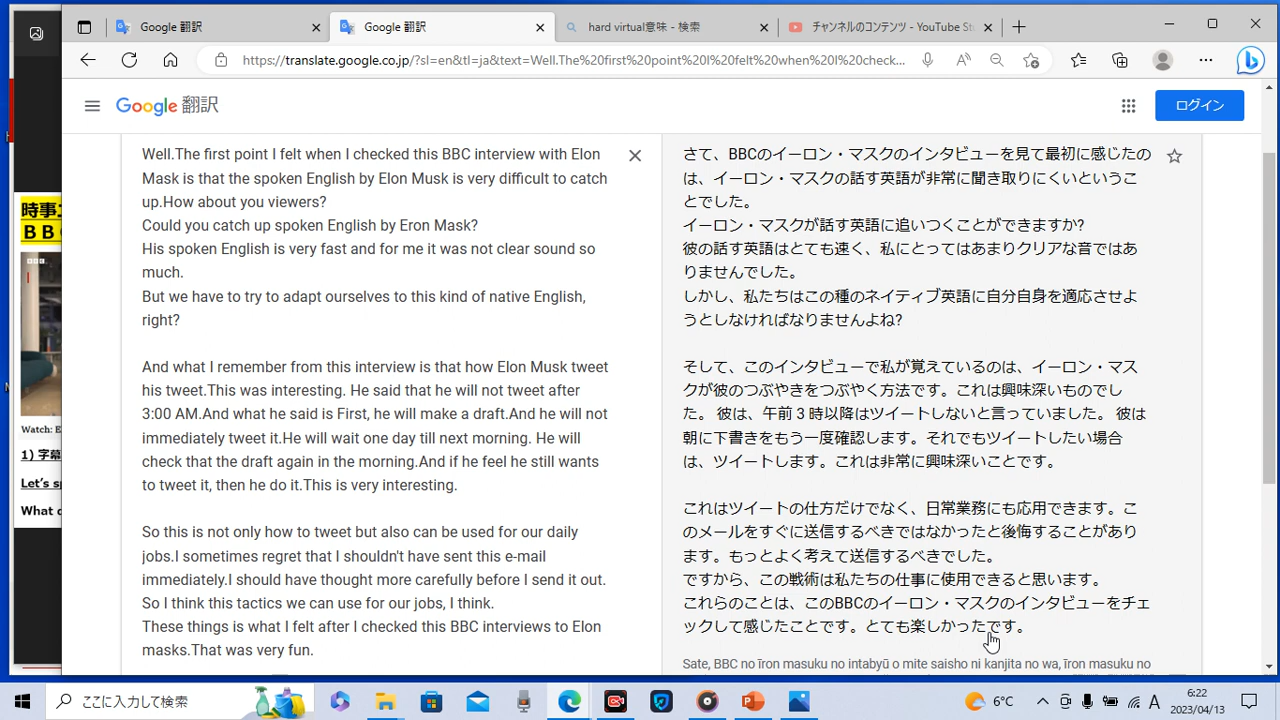 Google 翻訳
Google 翻訳
hard virtual意味 - 検索
チャンネルのコンテンツ - YouTube St
https://translate.google.co.jp/?sl=en&tl=ja&text=Well.The%20first%20point%20I%20felt%20when%20I%20check...
Google 翻訳
ログイン
Well.The first point I felt when I checked this BBC interview with Elon
Mask is that the spoken English by Elon Musk is very difficult to catch
up.How about you viewers?
Could you catch up spoken English by Eron Mask?
His spoken English is very fast and for me it was not clear sound so
much.
But we have to try to adapt ourselves to this kind of native English,
right?
And what I remember from this interview is that how Elon Musk tweet
his tweet.This was interesting. He said that he will not tweet after
3:00 AM.And what he said is First, he will make a draft.And he will not
immediately tweet it.He will wait one day till next morning. He will
check that the draft again in the morning.And if he feel he still wants
to tweet it, then he do it.This is very interesting.
So this is not only how to tweet but also can be used for our daily
jobs.I sometimes regret that I shouldn't have sent this e-mail
immediately.I should have thought more carefully before I send it out.
So I think this tactics we can use for our jobs, I think.
These things is what I felt after I checked this BBC interviews to Elon
masks.That was very fun.
さて、BBCのイーロン・マスクのインタビューを見て最初に感じたの
は、イーロン・マスクの話す英語が非常に聞き取りにくいというこ
とでした。
イーロン・マスクが話す英語に追いつくことができますか?
彼の話す英語はとても速く、私にとってはあまりクリアな音ではあ
りませんでした。
しかし、私たちはこの種のネイティブ英語に自分自身を適応させよ
うとしなければなりませんよね?
そして、このインタビューで私が覚えているのは、イーロン・マス
クが彼のつぶやきをつぶやく方法です。これは興味深いものでし
た。 彼は、午前 3 時以降はツイートしないと言っていました。 彼は
朝に下書きをもう一度確認します。それでもツイートしたい場合
は、ツイートします。これは非常に興味深いことです。
これはツイートの仕方だけでなく、日常業務にも応用できます。こ
のメールをすぐに送信するべきではなかったと後悔することがあり
ます。もっとよく考えて送信するべきでした。
ですから、この戦術は私たちの仕事に使用できると思います。
これらのことは、このBBCのイーロン・マスクのインタビューをチェ
ックして感じたことです。とても楽しかったです。
Sate, BBC no īron masuku no intabyū o mite saisho ni kanjita no wa, īron masuku no
時事
BBC
Watch: E
1) 字幕
Let's s
What d
ここに入力して検索
6°C
A
6:22
2023/04/13